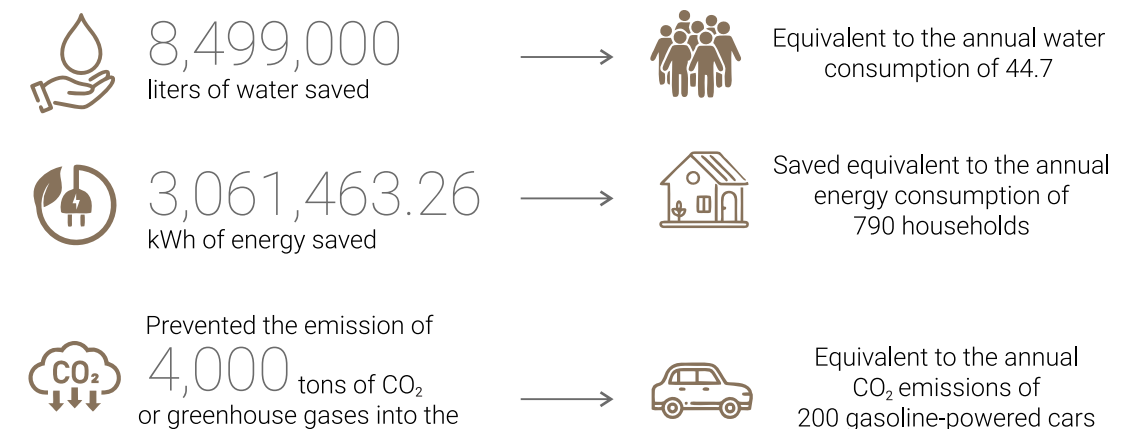 8,499,000
liters of water saved
Equivalent to the annual water
consumption of 44.7
3,061,463.26
kWh of energy saved
Saved equivalent to the annual
energy consumption of
790 households
Prevented the emission of
CO₂
4,000 tons of CO₂
or greenhouse gases into the
Equivalent to the annual
CO₂ emissions of
200 gasoline-powered cars